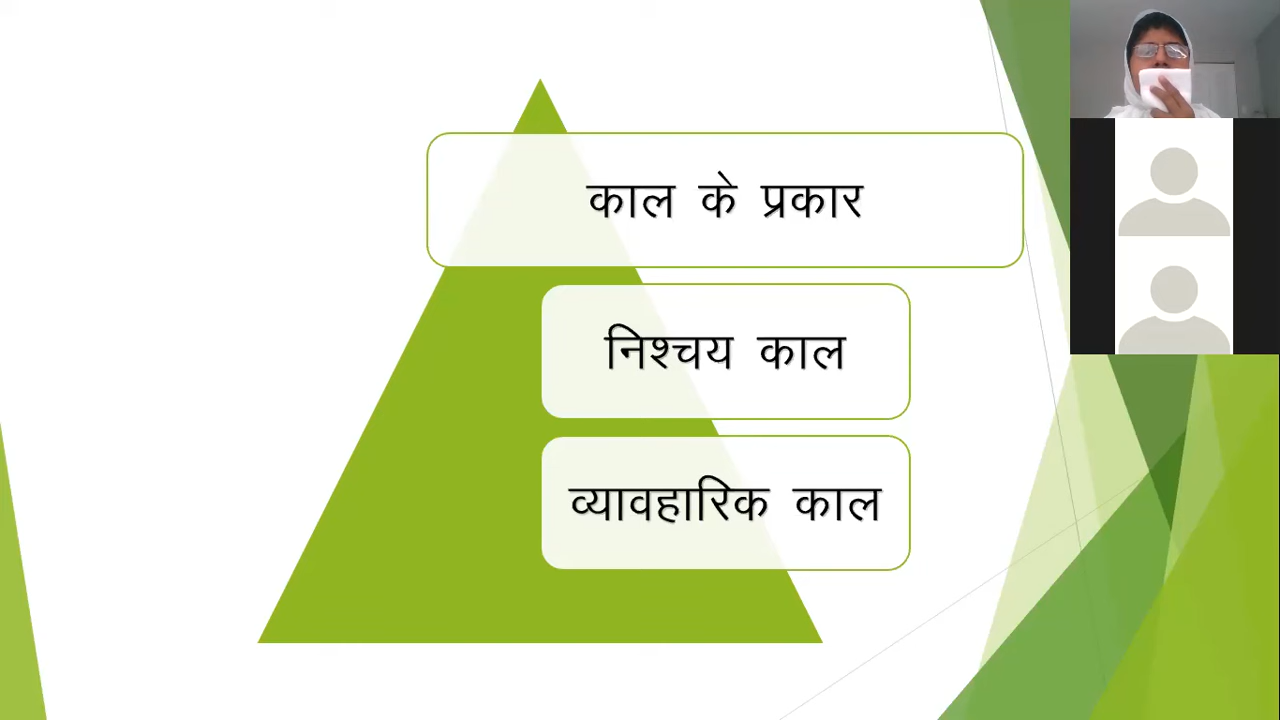 काल के प्रकार
निश्चय काल
व्यावहारिक काल